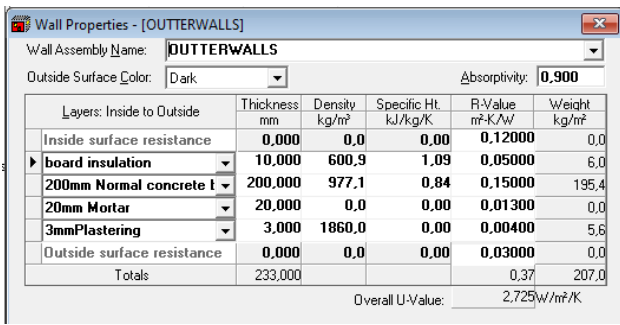 Wall Properties - [OUTTERWALLS]
Wall Assembly Name: OUTTERWALLS
Outside Surface Color: Dark Absorptivity: 0,900
Layers: Inside to Outside Thickness mm Density kg/m³ Specific Ht. kJ/kg/K R-Value m²-K/W Weight kg/m²
Inside surface resistance 0,000 0,0 0,00 0,12000 0,0
board insulation 10,000 600,9 1,09 0,05000 6,0
200mm Normal concrete 200,000 977,1 0,84 0,15000 195,4
20mm Mortar 20,000 0,0 0,00 0,01300 0,0
3mmPlastering 3,000 1860,0 0,00 0,00400 5,6
Outside surface resistance 0,000 0,0 0,00 0,03000 0,0
Totals 233,000 0,37 207,0
Overall U-Value: 2,725 W/m²/K